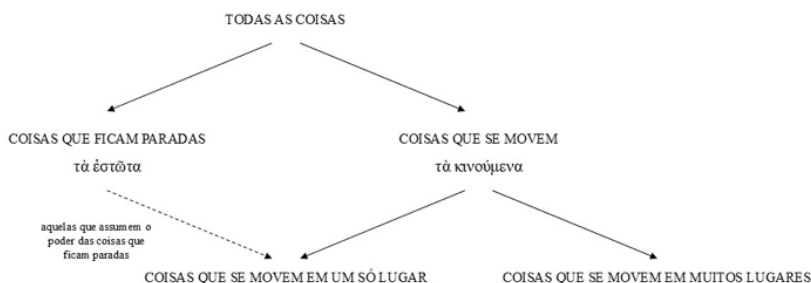 TODAS AS COISAS
COISAS QUE FICAM PARADAS
τὰ ἑστῶτα
COISAS QUE SE MOVEM
τὰ κινούμενα
aquelas que assumem o
poder das coisas que
ficam paradas
COISAS QUE SE MOVEM EM UM SÓ LUGAR
COISAS QUE SE MOVEM EM MUITOS LUGARES